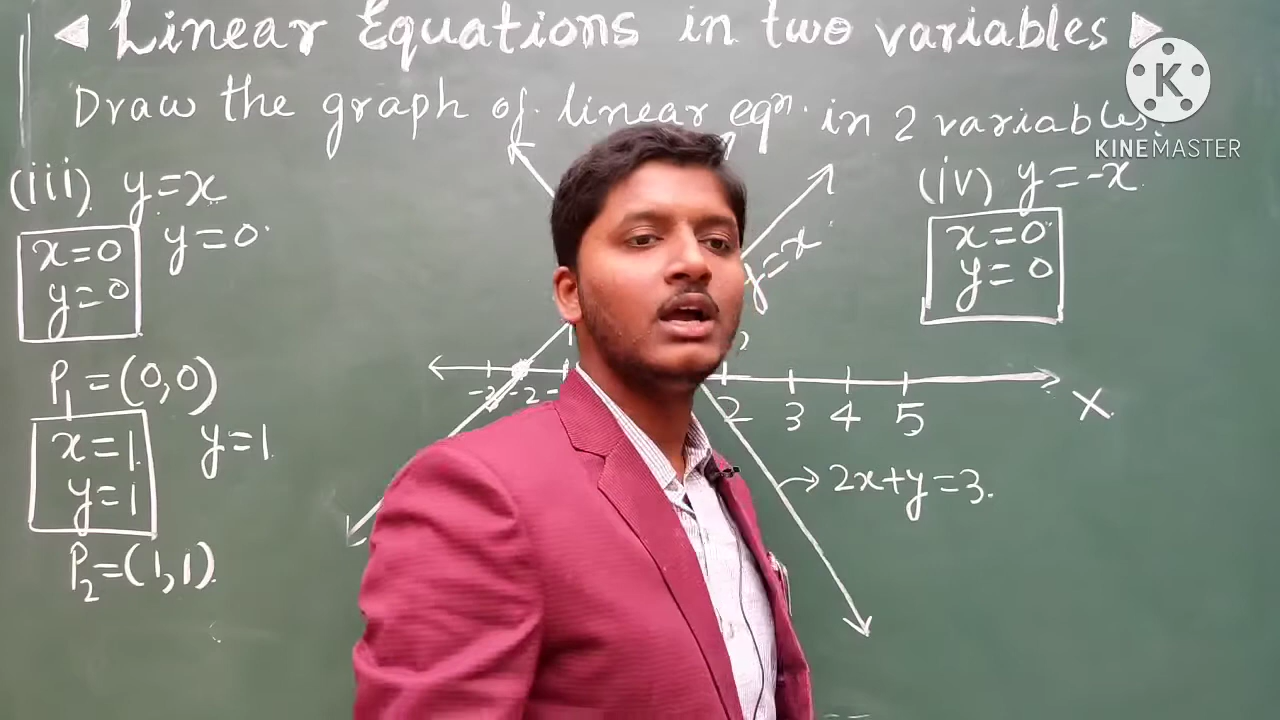 Linear Equations in two variables
Draw the graph of linear eqn. in 2 variables.
(iii) y=x
x=0 y=0
y=0
P1=(0,0)
x=1 y=1
y=1
P2=(1,1)
y=x
-2
2 3 4 5
X
2x+y=3.
(iv) y=-x
x=0
y=0
K
KINEMASTER